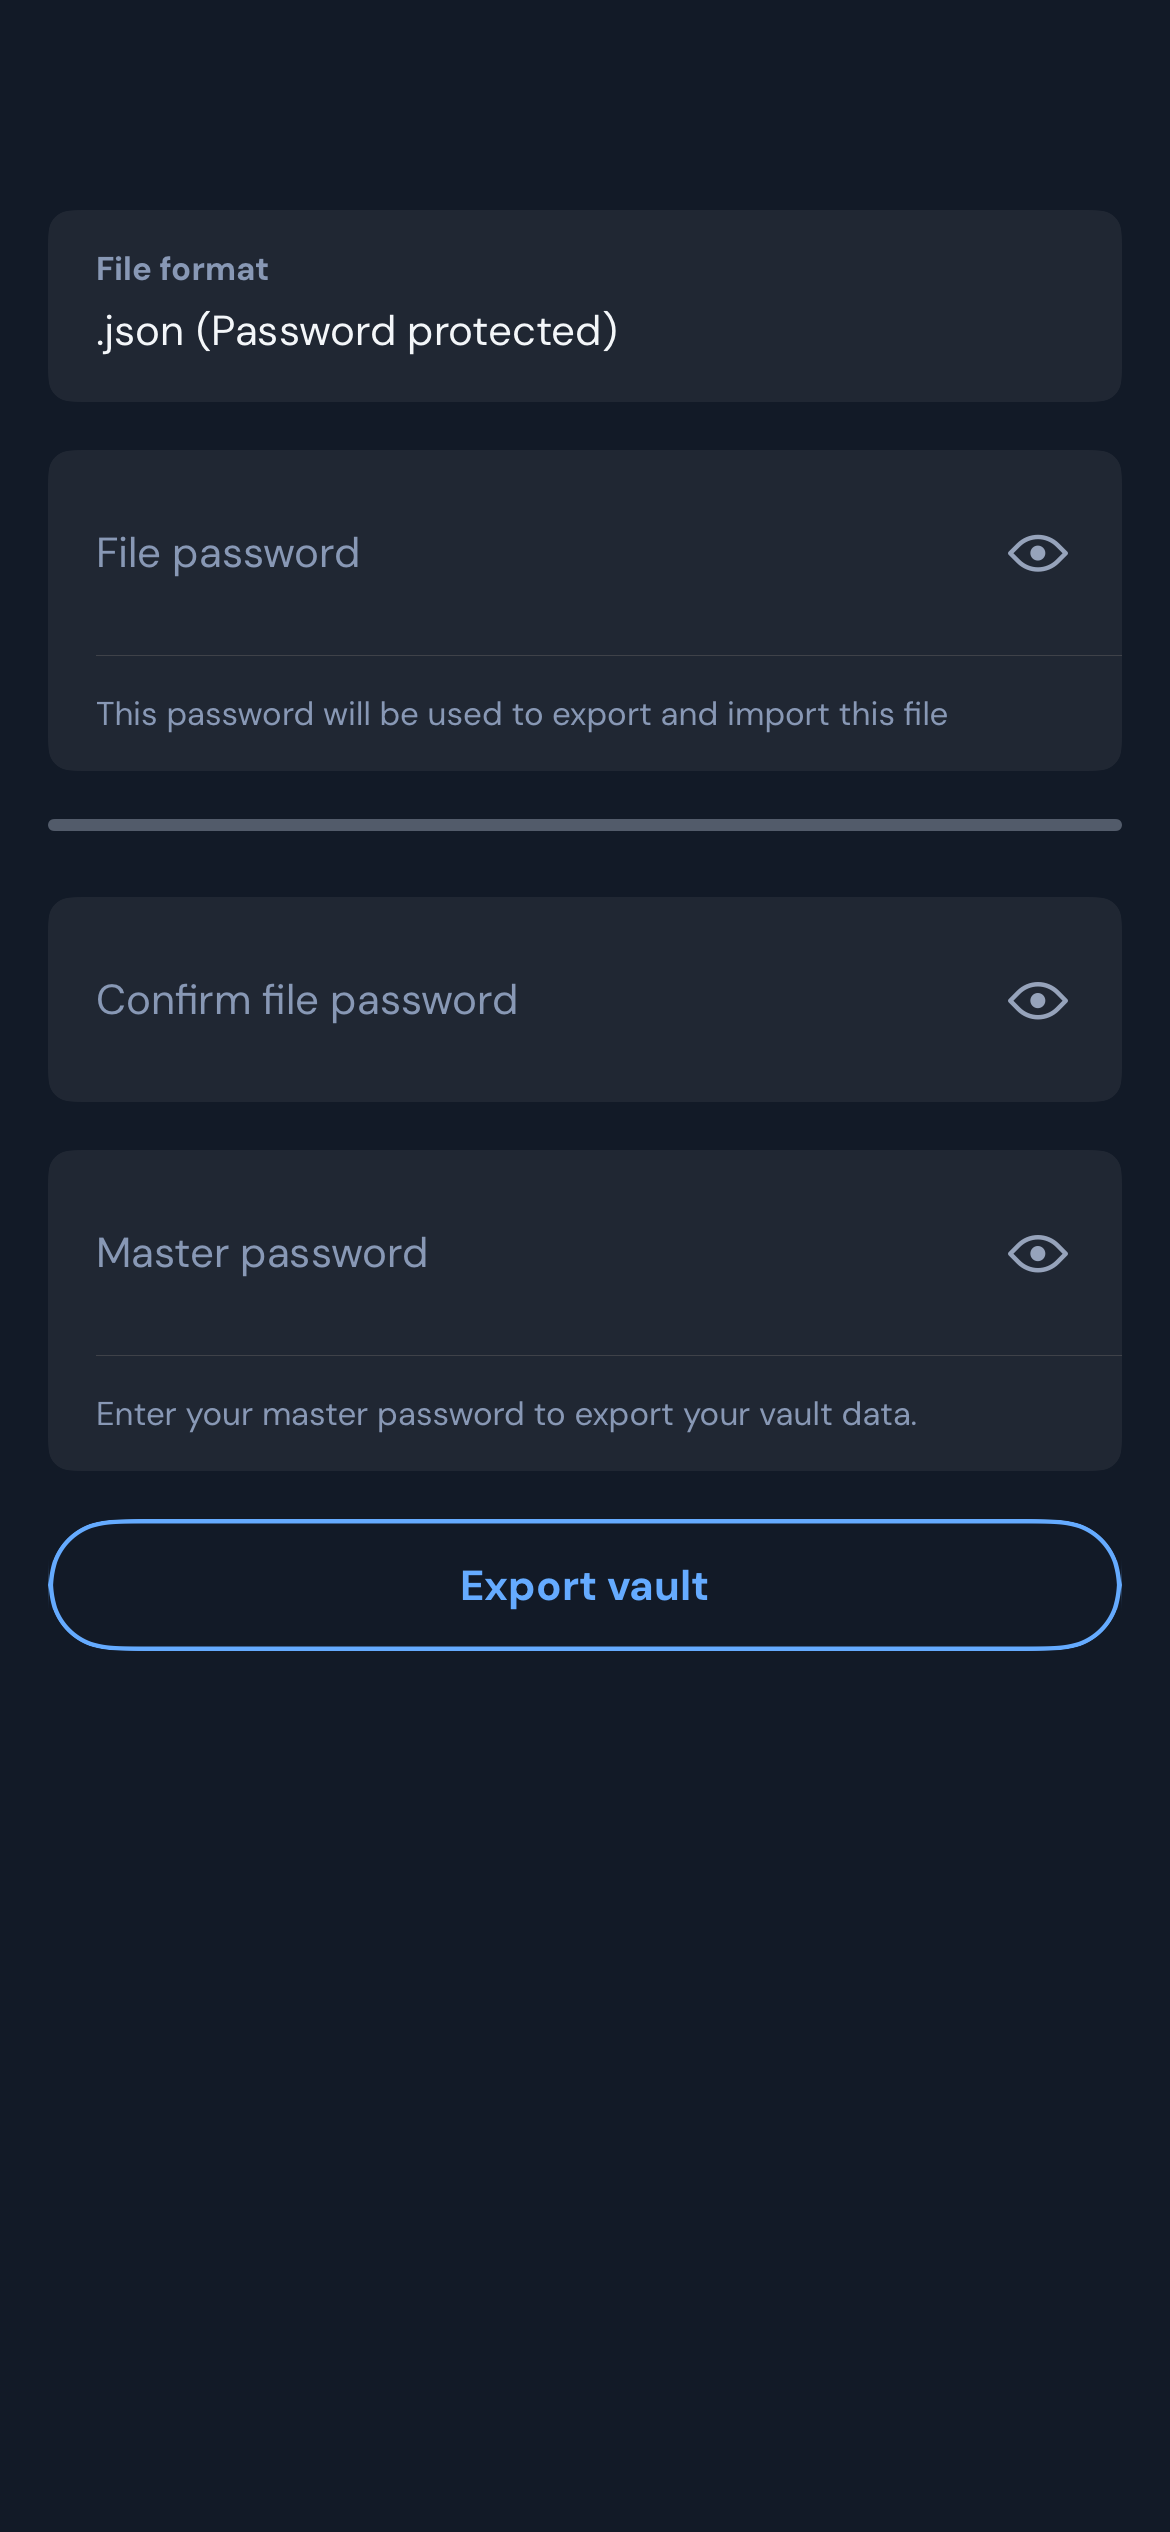 File format
.json (Password protected)
File password
This password will be used to export and import this file
Confirm file password
Master password
Enter your master password to export your vault data.
Export vault